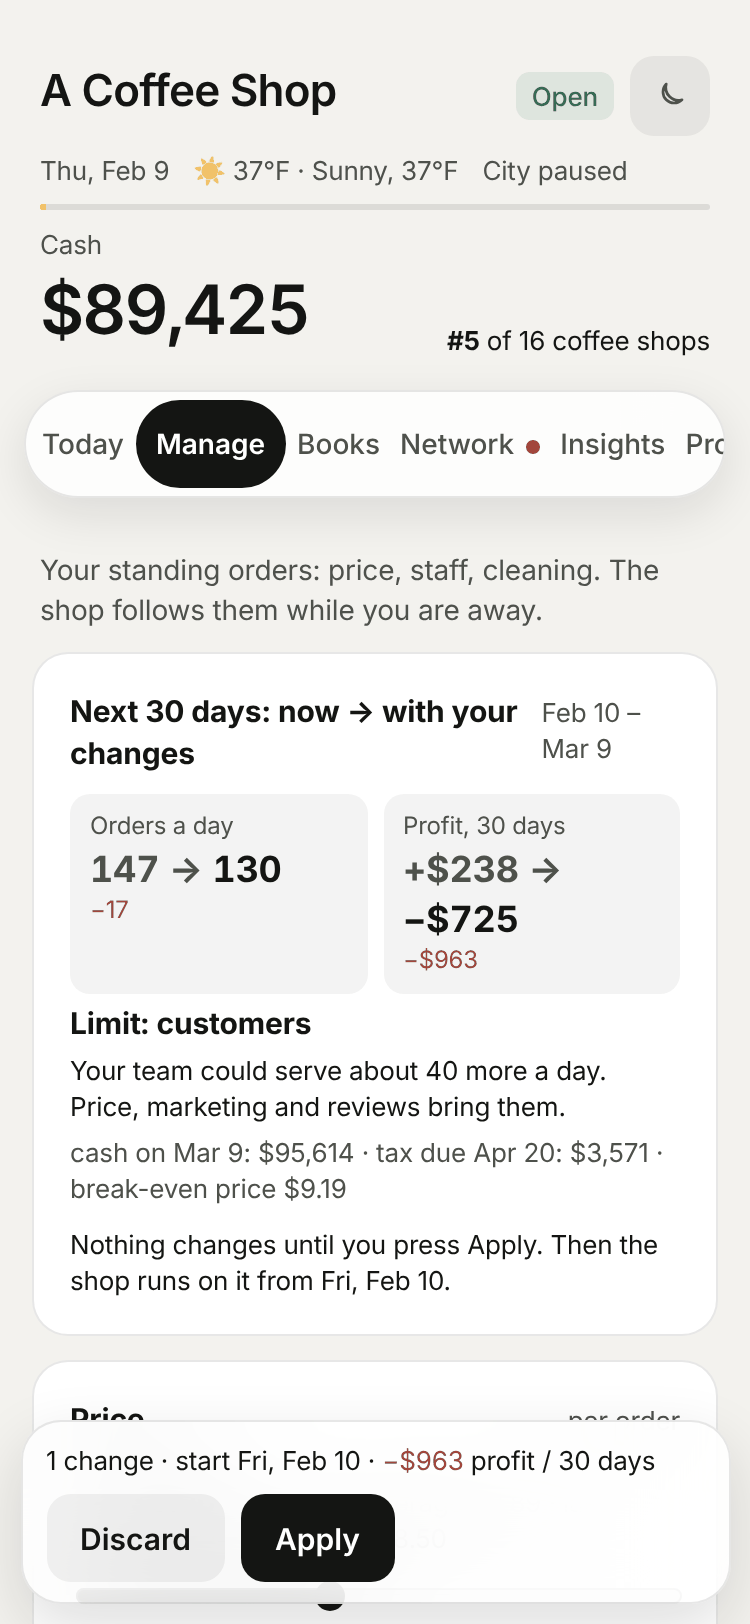 A Coffee Shop
Open
Thu, Feb 9 ☀️ 37°F · Sunny, 37°F City paused
Cash
$89,425
#5 of 16 coffee shops
Today Manage Books Network Insights
Your standing orders: price, staff, cleaning. The
shop follows them while you are away.
Next 30 days: now → with your
changes
Feb 10 –
Mar 9
Orders a day
147 → 130
−17
Profit, 30 days
+$238 →
−$725
−$963
Limit: customers
Your team could serve about 40 more a day.
Price, marketing and reviews bring them.
cash on Mar 9: $95,614 · tax due Apr 20: $3,571 ·
break-even price $9.19
Nothing changes until you press Apply. Then the
shop runs on it from Fri, Feb 10.
Price
per order
1 change · start Fri, Feb 10 · −$963 profit / 30 days
Discard
Apply